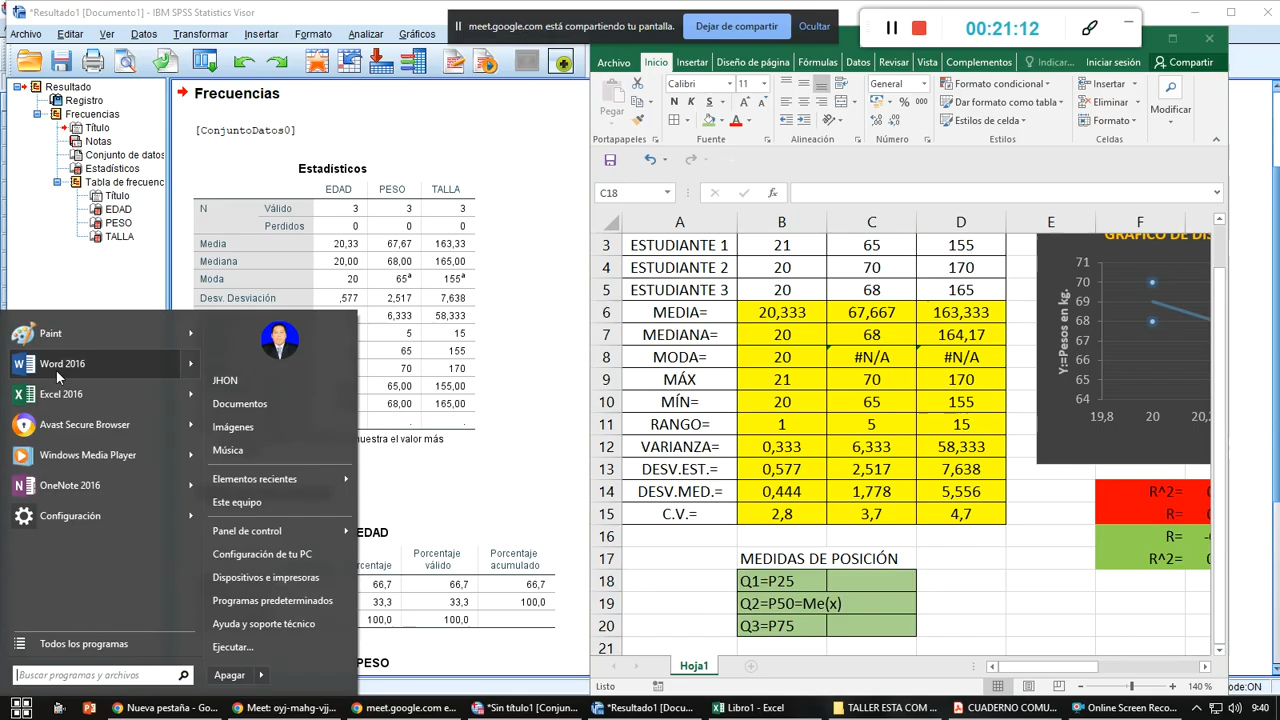 *Resultado1 [Documento1] - IBM SPSS Statistics Visor
meet.google.com está compartiendo tu pantalla.
Dejar de compartir
Ocultar
00:21:12
Archivo Editar Ver Datos Transformar Insertar Formato Analizar Gráficos
Archivo Inicio Insertar Diseño de página Fórmulas Datos Revisar Vista Complementos Indicar... Iniciar sesión Compartir
Calibri 11 General
Pegar
N K S
Formato condicional
Dar formato como tabla
Estilos de celda
Insertar
Eliminar
Formato
Modificar
Portapapeles Fuente Alineación Número Estilos Celdas
C18
Resultado
Registro
Frecuencias
Título
Notas
Conjunto de datos
Estadísticos
Tabla de frecuenc
Título
EDAD
PESO
TALLA
Frecuencias
[ConjuntoDatos0]
Estadísticos
EDAD PESO TALLA
N Válido 3 3 3
Perdidos 0 0 0
Media 20,33 67,67 163,33
Mediana 20,00 68,00 165,00
Moda 20 65ª 155ª
Desv. Desviación ,577 2,517 7,638
6,333 58,333
5 15
65 155
70 170
65,00 155,00
68,00 165,00
. .
nuestra el valor más
EDAD
rcentaje Porcentaje válido Porcentaje acumulado
66,7 66,7 66,7
33,3 33,3 100,0
100,0 100,0
PESO
A B C D E F
3 ESTUDIANTE 1 21 65 155
4 ESTUDIANTE 2 20 70 170
5 ESTUDIANTE 3 20 68 165
6 MEDIA= 20,333 67,667 163,333
7 MEDIANA= 20 68 164,17
8 MODA= 20 #N/A #N/A
9 MÁX 21 70 170
10 MÍN= 20 65 155
11 RANGO= 1 5 15
12 VARIANZA= 0,333 6,333 58,333
13 DESV.EST.= 0,577 2,517 7,638
14 DESV.MED.= 0,444 1,778 5,556
15 C.V.= 2,8 3,7 4,7
16
17 MEDIDAS DE POSICIÓN
18 Q1=P25
19 Q2=P50=Me(x)
20 Q3=P75
21
GRÁFICO DE DIS
Y:=Pesos en kg.
71
70
69
68
67
66
65
64
19,8 20 20,
R^2= 0
R= 0
R= -
R^2= 0
Hoja1
Listo
140 %
Paint
Word 2016
Excel 2016
Avast Secure Browser
Windows Media Player
OneNote 2016
Configuración
Todos los programas
Buscar programas y archivos
JHON
Documentos
Imágenes
Música
Elementos recientes
Este equipo
Panel de control
Configuración de tu PC
Dispositivos e impresoras
Programas predeterminados
Ayuda y soporte técnico
Ejecutar...
Apagar
ode:ON
Nueva pestaña - Go...
Meet: oyj-mahg-vjj...
meet.google.com e...
*Sin título1 [Conjun...
*Resultado1 [Docu...
Libro1 - Excel
TALLER ESTA COM ...
CUADERNO COMU...
Online Screen Reco...
9:40